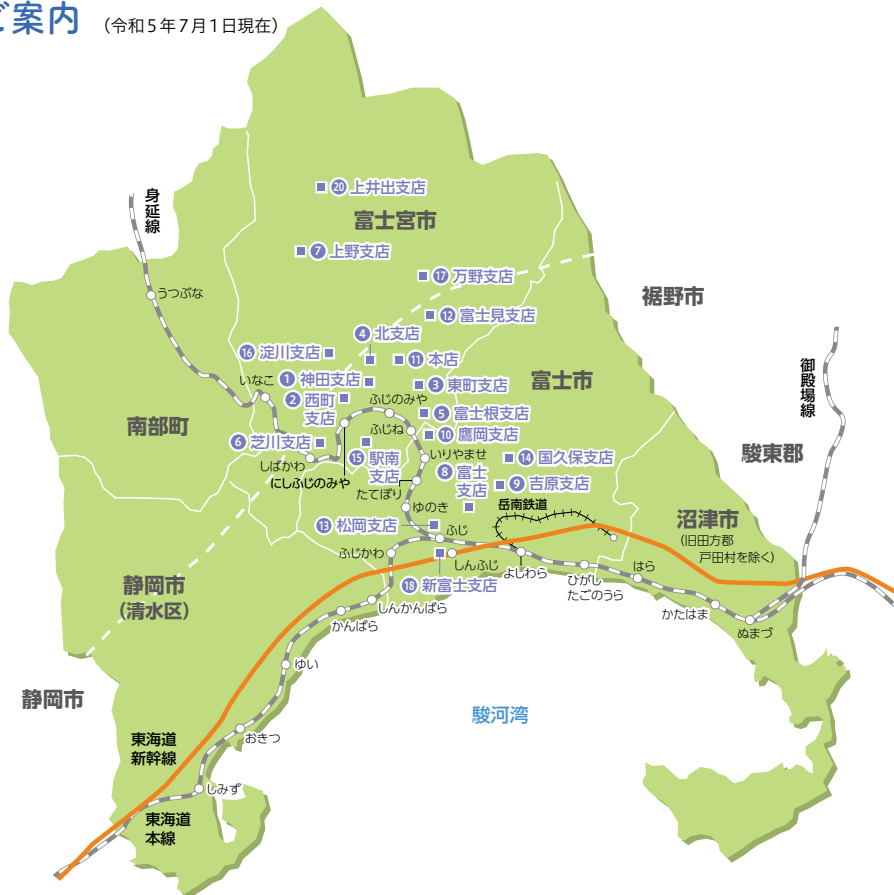 ご案内 (令和5年7月1日現在)
⑳ 上井出支店
身延線
富士宮市
⑦ 上野支店
⑰ 万野支店
うつぶな
裾野市
⑫ 富士見支店
④ 北支店
⑯ 淀川支店
⑪ 本店
御殿場線
いなこ
① 神田支店
③ 東町支店
富士市
② 西町
支店
ふじのみや
⑤ 富士根支店
南部町
ふじね
⑩ 鷹岡支店
⑥ 芝川支店
駿東郡
しばかわ
⑮ 駅南
支店
いりやませ
⑭ 国久保支店
にしふじのみや
⑧ 富士
支店
⑨ 吉原支店
たてぼり
ゆのき
岳南鉄道
沼津市
(旧田方郡
戸田村を除く)
⑬ 松岡支店
ふじ
ふじかわ
しんふじ
よしわら
はら
静岡市
(清水区)
⑱ 新富士支店
ひがし
たごのうら
しんかんばら
かたはま
かんばら
ぬまづ
ゆい
静岡市
駿河湾
東海道
新幹線
おきつ
しみず
東海道
本線